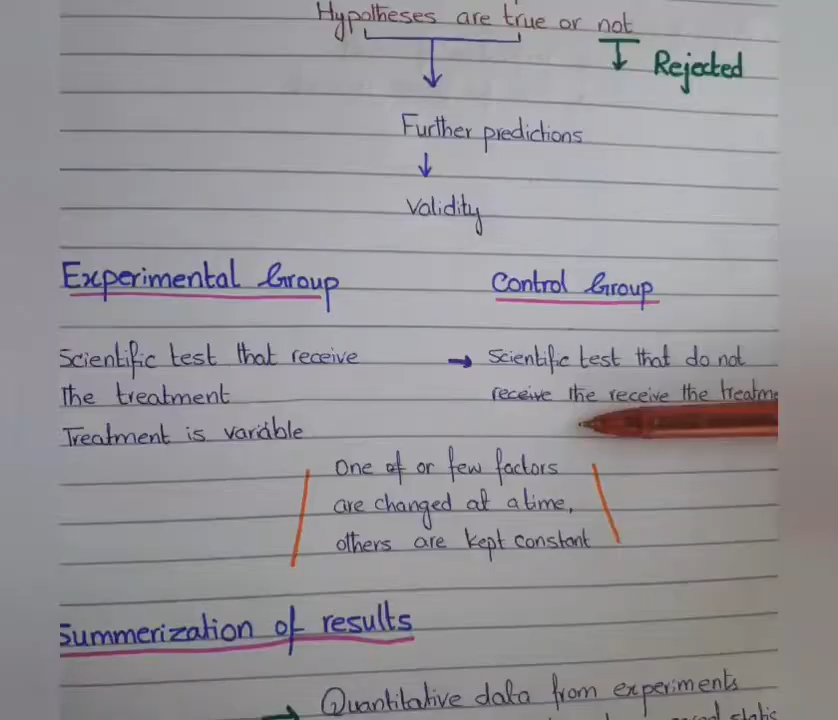 Hypotheses are true or not
Rejected
Further predictions
Validity
Experimental Group
Control Group
Scientific test that receive
the treatment
Treatment is variable
Scientific test that do not
receive the receive the treatme
One of or few factors
are changed at a time,
others are kept constant
Summerization of results
Quantitative data from experiments